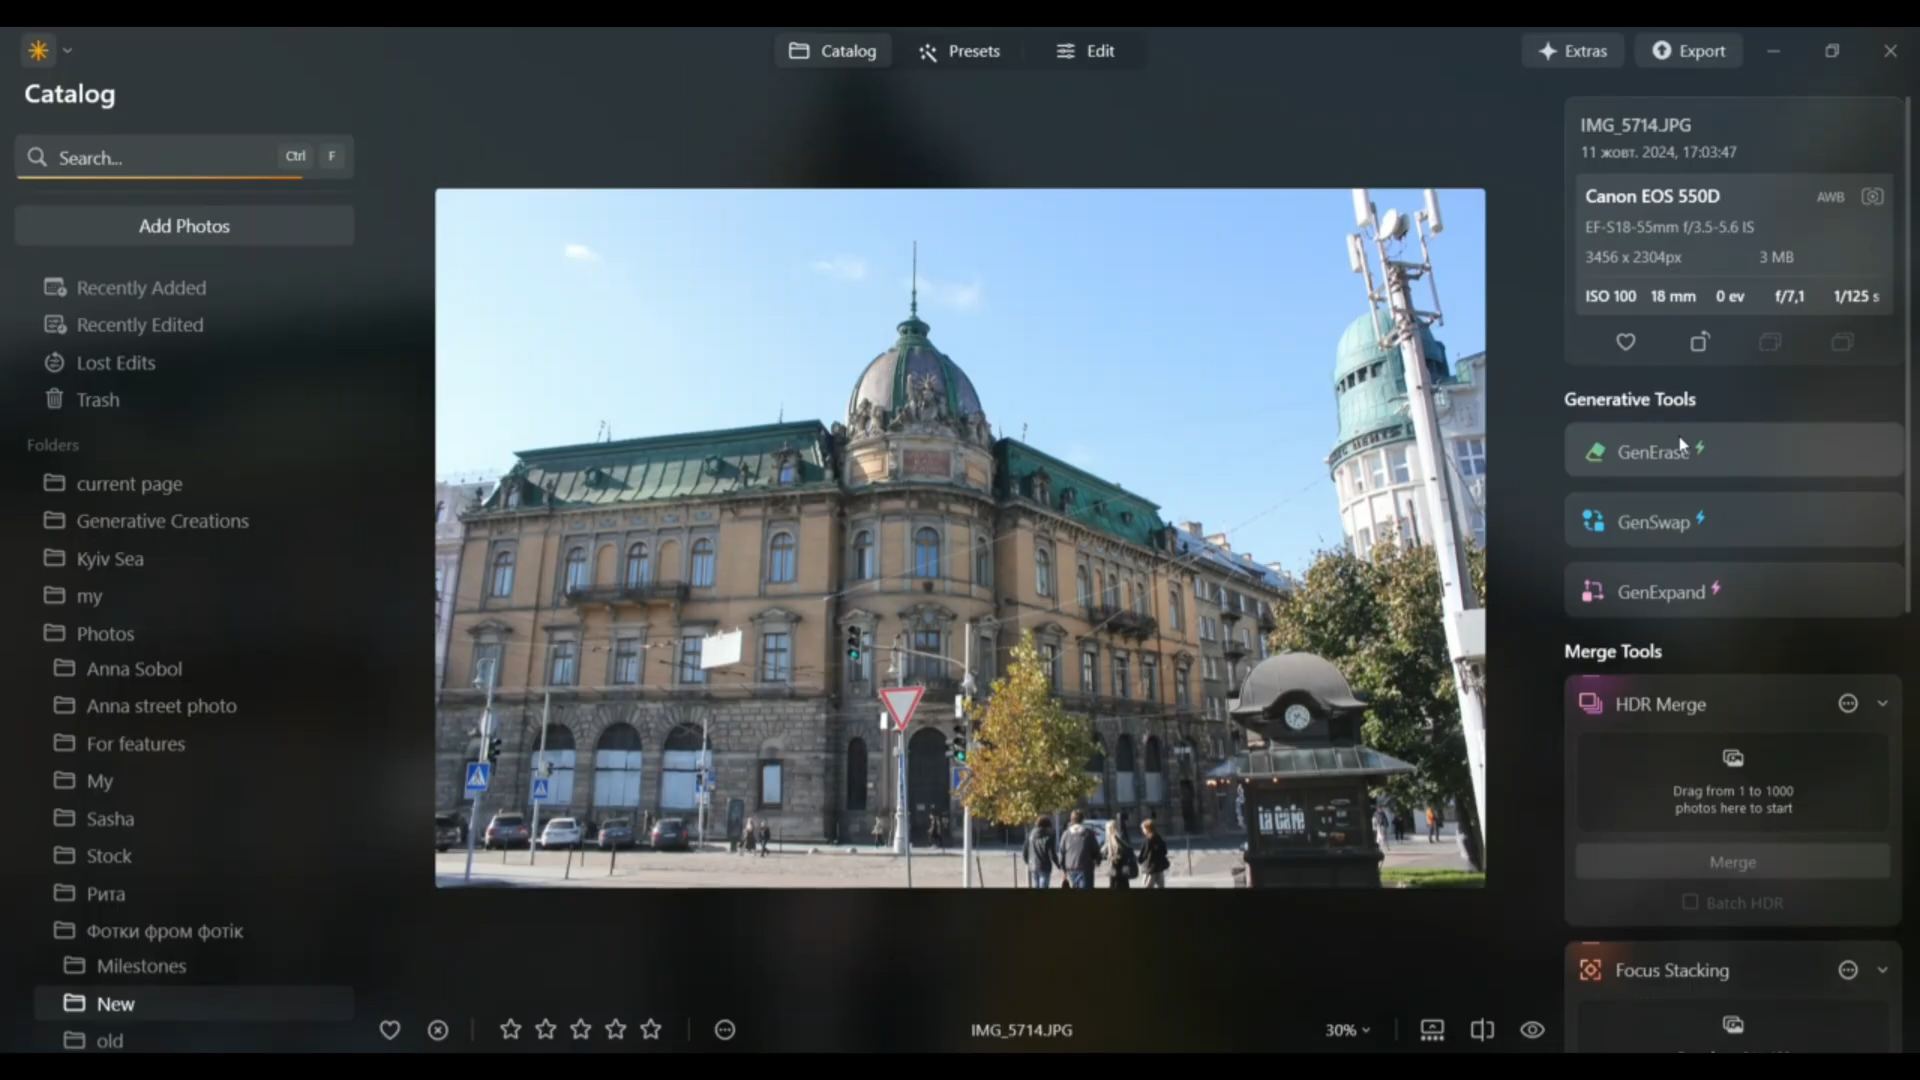 Catalog
Presets
Edit
Extras
Export
Catalog
Search...
Ctrl
F
Add Photos
Recently Added
Recently Edited
Lost Edits
Trash
Folders
current page
Generative Creations
Kyiv Sea
my
Photos
Anna Sobol
Anna street photo
For features
My
Sasha
Stock
Рита
Фотки фром фотік
Milestones
New
old
La Cafe
IMG_5714.JPG
30%
IMG_5714.JPG
11 жовт. 2024, 17:03:47
Canon EOS 550D
AWB
EF-S18-55mm f/3.5-5.6 IS
3456 x 2304px
3 MB
ISO 100
18 mm
0 ev
f/7,1
1/125 s
Generative Tools
GenErase
GenSwap
GenExpand
Merge Tools
HDR Merge
Drag from 1 to 1000
photos here to start
Merge
Batch HDR
Focus Stacking